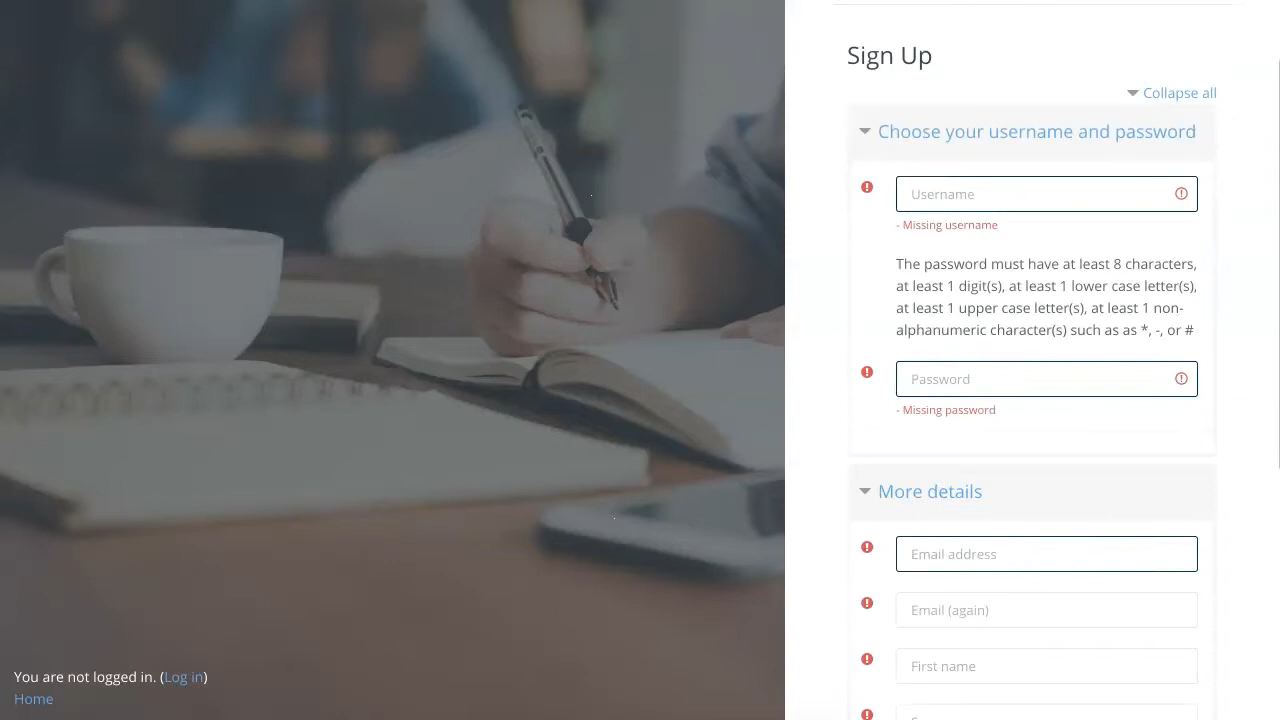 Sign Up
Collapse all
Choose your username and password
Username
- Missing username
The password must have at least 8 characters,
at least 1 digit(s), at least 1 lower case letter(s),
at least 1 upper case letter(s), at least 1 non-
alphanumeric character(s) such as as *, -, or #
Password
- Missing password
More details
Email address
Email (again)
First name
You are not logged in. (Log in)
Home